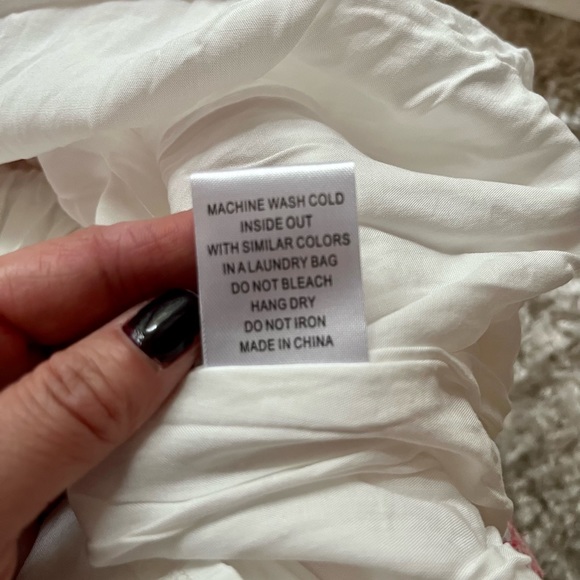 MACHINE WASH COLD
INSIDE OUT
WITH SIMILAR COLORS
IN A LAUNDRY BAG
DO NOT BLEACH
HANG DRY
DO NOT IRON
MADE IN CHINA